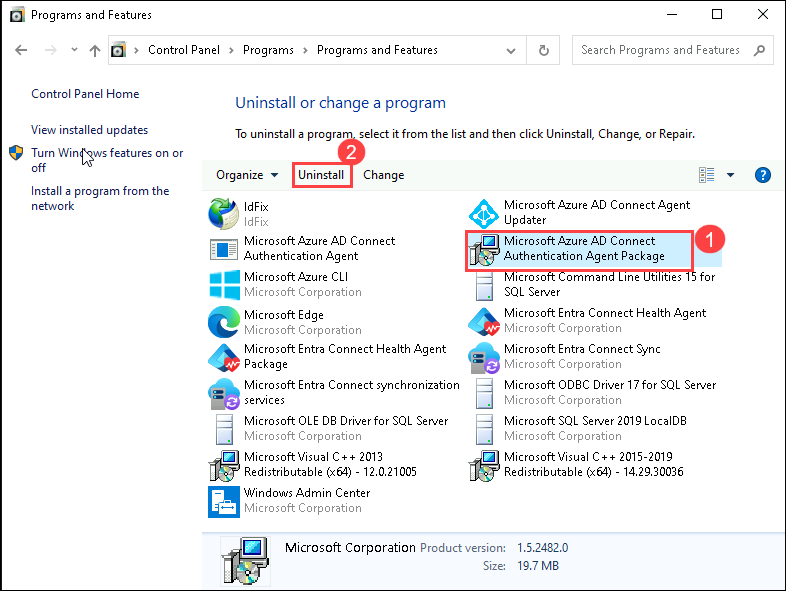 Programs and Features
Control Panel > Programs > Programs and Features
Search Programs and Features
Control Panel Home
View installed updates
Turn Windows features on or
off
Install a program from the
network
Uninstall or change a program
To uninstall a program, select it from the list and then click Uninstall, Change, or Repair.
2
Organize
Uninstall
Change
?
IdFix
IdFix
Microsoft Azure AD Connect Agent
Updater
Microsoft Azure AD Connect
Authentication Agent
Microsoft Azure AD Connect
Authentication Agent Package
1
Microsoft Azure CLI
Microsoft Corporation
Microsoft Command Line Utilities 15 for
SQL Server
Microsoft Edge
Microsoft Corporation
Microsoft Entra Connect Health Agent
Microsoft Corporation
Microsoft Entra Connect Health Agent
Package
Microsoft Entra Connect Sync
Microsoft Corporation
Microsoft Entra Connect synchronization
services
Microsoft ODBC Driver 17 for SQL Server
Microsoft Corporation
Microsoft OLE DB Driver for SQL Server
Microsoft Corporation
Microsoft SQL Server 2019 LocalDB
Microsoft Corporation
Microsoft Visual C++ 2013
Redistributable (x64) - 12.0.21005
Microsoft Visual C++ 2015-2019
Redistributable (x64) - 14.29.30036
Windows Admin Center
Microsoft Corporation
Microsoft Corporation Product version: 1.5.2482.0
Size: 19.7 MB